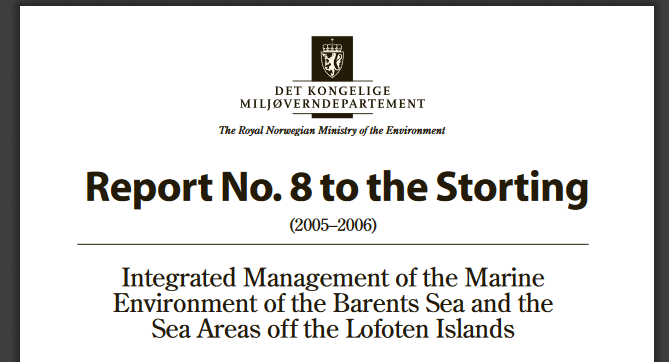 DET KONGELIGE
MILJØVERNDEPARTEMENT
The Royal Norwegian Ministry of the Environment
Report No. 8 to the Storting
(2005–2006)
Integrated Management of the Marine
Environment of the Barents Sea and the
Sea Areas off the Lofoten Islands